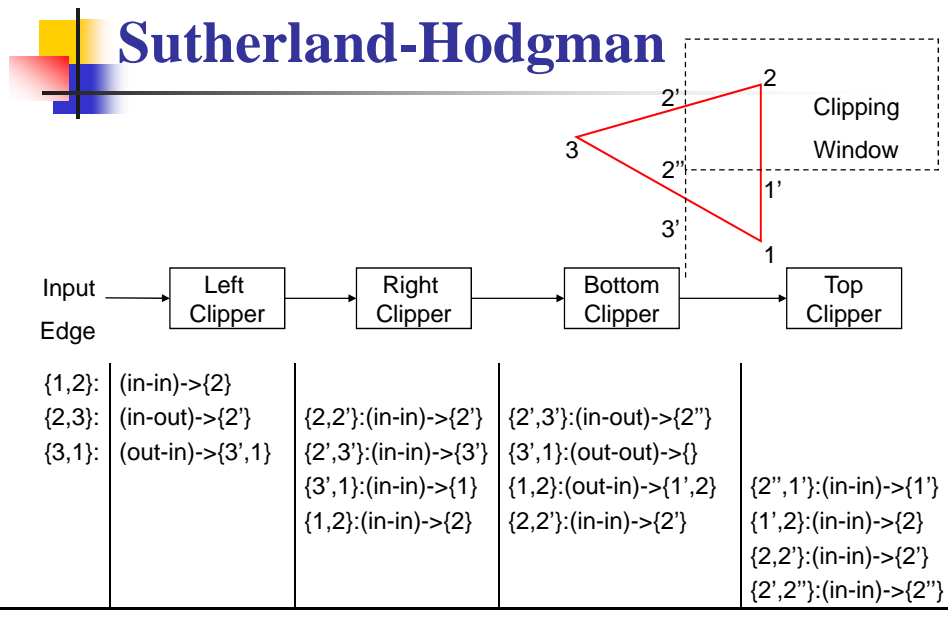 Sutherland-Hodgman
2
2’
Clipping
Window
3
2’’
1’
3’
1
Input
Edge
Left
Clipper
Right
Clipper
Bottom
Clipper
Top
Clipper
{1,2}: (in-in)->{2}
{2,3}: (in-out)->{2’} {2,2’}:(in-in)->{2’} {2’,3’}:(in-out)->{2’’}
{3,1}: (out-in)->{3’,1} {2’,3’}:(in-in)->{3’} {3’,1}:(out-out)->{}
{3’,1}:(in-in)->{1} {1,2}:(out-in)->{1’,2} {2’’,1’}:(in-in)->{1’}
{1,2}:(in-in)->{2} {2,2’}:(in-in)->{2’} {1’,2}:(in-in)->{2}
{2,2’}:(in-in)->{2’}
{2’,2’’}:(in-in)->{2’’}